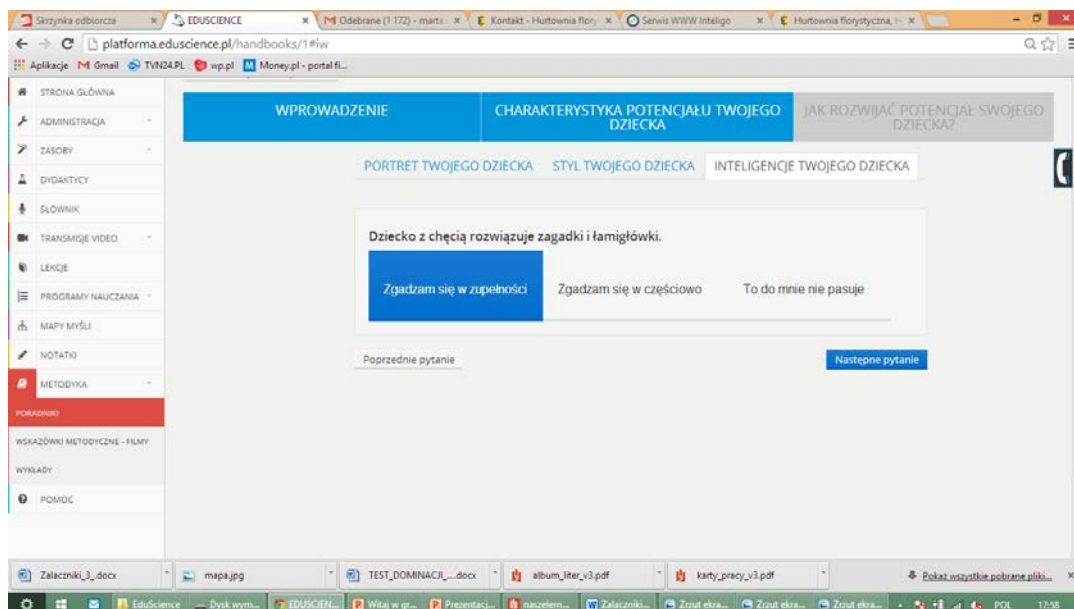 Skrzynka odbiorcza
EDUSCIENCE
Odebrane (1 172) - marta
Kontakt - Hurtownia flory
Serwis WWW Inteligo
Hurtownia florystyczna, H
platforma.eduscience.pl/handbooks/1#iw
Aplikacje
Gmail
TVN24.PL
wp.pl
Money.pl - portal fi...
STRONA GŁÓWNA
ADMINISTRACJA
ZASOBY
DYDAKTYCY
SŁOWNIK
TRANSMISJE VIDEO
LEKCJE
PROGRAMY NAUCZANIA
MAPY MYŚLI
NOTATKI
METODYKA
PORADNIKI
WSKAZÓWKI METODYCZNE - FILMY
WYKŁADY
POMOC
WPROWADZENIE
CHARAKTERYSTYKA POTENCJAŁU TWOJEGO
DZIECKA
JAK ROZWIJAĆ POTENCJAŁ SWOJEGO
DZIECKA?
PORTRET TWOJEGO DZIECKA
STYL TWOJEGO DZIECKA
INTELIGENCJE TWOJEGO DZIECKA
Dziecko z chęcią rozwiązuje zagadki i łamigłówki.
Zgadzam się w zupełności
Zgadzam się w częściowo
To do mnie nie pasuje
Poprzednie pytanie
Następne pytanie
Zalaczniki_3_.docx
mapa.jpg
TEST_DOMINACJI_....docx
album_liter_v3.pdf
karty_pracy_v3.pdf
Pokaż wszystkie pobrane pliki...
EduScience
Dysk wym...
EDUSCIEN...
Witaj w gr...
Prezentacj...
naszelem...
Zalaczniki...
Zrzut ekra...
Zrzut ekra...
Zrzut ekra...
POL
17:58